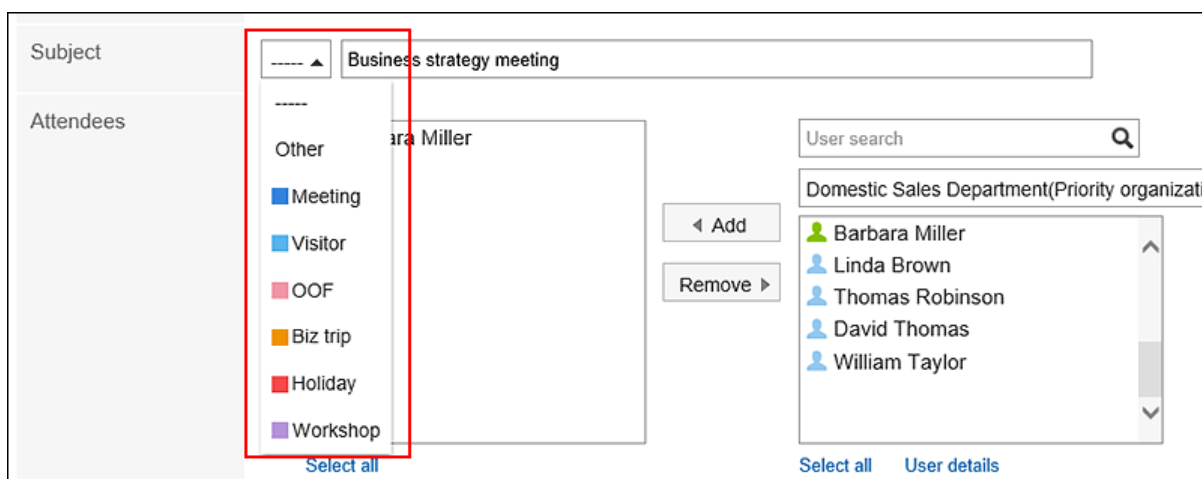 Subject
----- Business strategy meeting
-----
Other
Meeting
Visitor
OOF
Biz trip
Holiday
Workshop
Attendees
ara Miller
Select all
Add
Remove
User search
Domestic Sales Department(Priority organizati
Barbara Miller
Linda Brown
Thomas Robinson
David Thomas
William Taylor
Select all User details